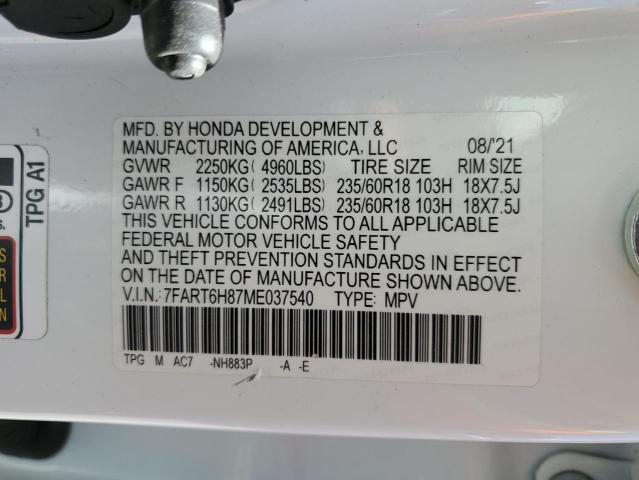 MFD. BY HONDA DEVELOPMENT &
MANUFACTURING OF AMERICA, LLC 08/'21
GVWR 2250KG( 4960LBS) TIRE SIZE RIM SIZE
GAWR F 1150KG( 2535LBS) 235/60R18 103H 18X7.5J
GAWR R 1130KG( 2491LBS) 235/60R18 103H 18X7.5J
THIS VEHICLE CONFORMS TO ALL APPLICABLE
FEDERAL MOTOR VEHICLE SAFETY
AND THEFT PREVENTION STANDARDS IN EFFECT
ON THE DATE OF MANUFACTURE SHOWN ABOVE.
V.I.N.: 7FART6H87ME037540 TYPE: MPV
TPG M AC7 -NH883P -A -E
TPG A1